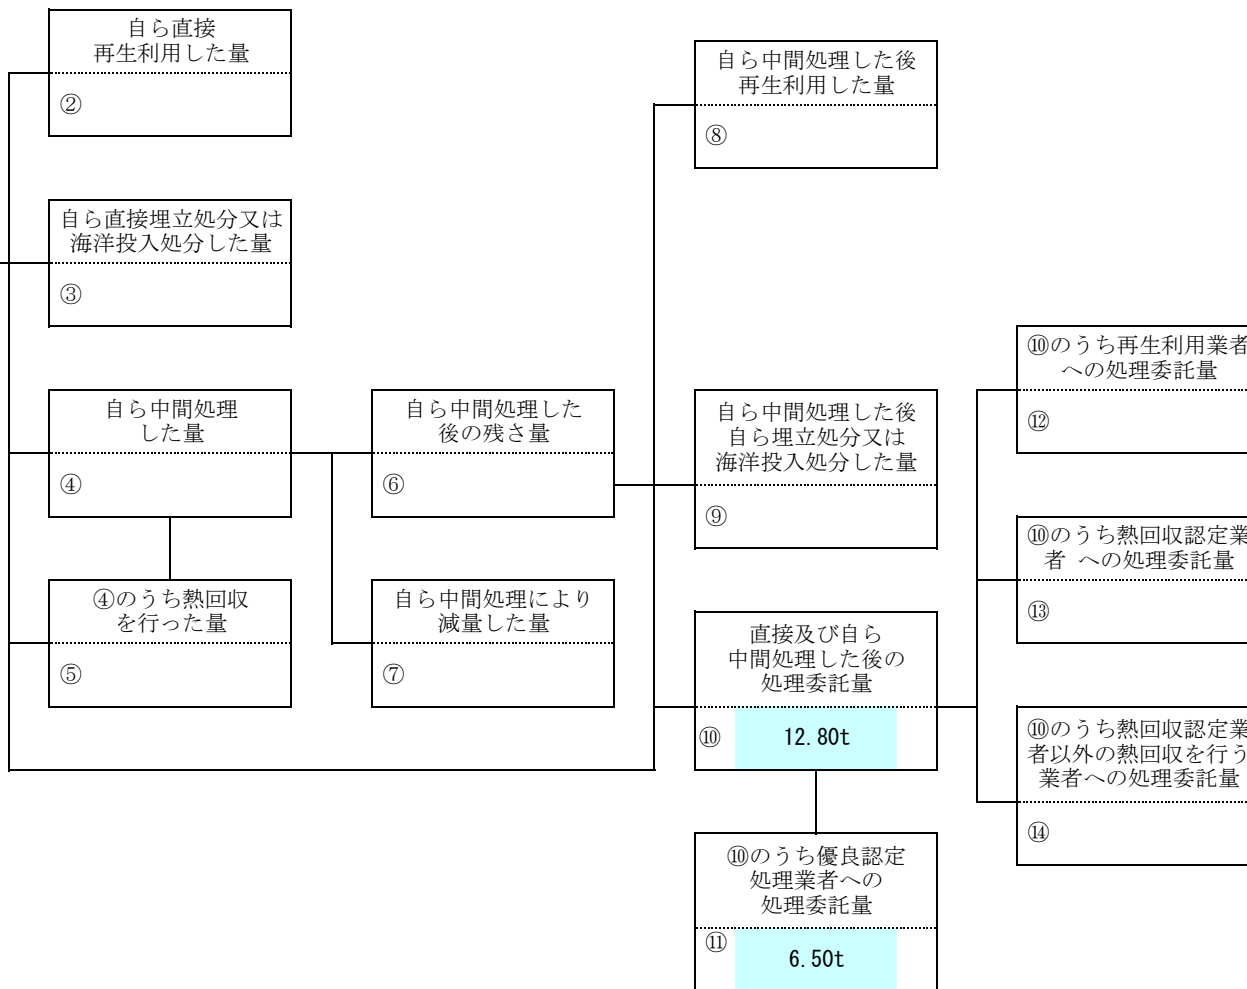 自ら直接
再生利用した量
②
自ら直接埋立処分又は
海洋投入処分した量
③
自ら中間処理
した量
④
④のうち熱回収
を行った量
⑤
自ら中間処理した
後の残さ量
⑥
自ら中間処理により
減量した量
⑦
自ら中間処理した後
再生利用した量
⑧
自ら中間処理した後
自ら埋立処分又は
海洋投入処分した量
⑨
直接及び自ら
中間処理した後の
処理委託量
⑩ 12.80t
⑩のうち優良認定
処理業者への
処理委託量
⑪ 6.50t
⑩のうち再生利用業者
への処理委託量
⑫
⑩のうち熱回収認定業
者 への処理委託量
⑬
⑩のうち熱回収認定業
者以外の熱回収を行う
業者への処理委託量
⑭